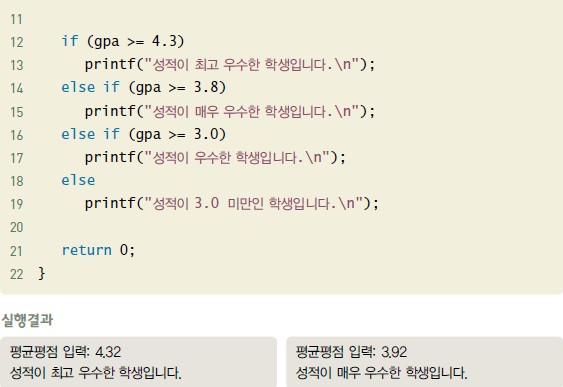 11
12 if (gpa >= 4.3)
13 printf("성적이 최고 우수한 학생입니다.\n");
14 else if (gpa >= 3.8)
15 printf("성적이 매우 우수한 학생입니다.\n");
16 else if (gpa >= 3.0)
17 printf("성적이 우수한 학생입니다.\n");
18 else
19 printf("성적이 3.0 미만인 학생입니다.\n");
20
21 return 0;
22 }
실행결과
평균평점 입력: 4.32
성적이 최고 우수한 학생입니다.
평균평점 입력: 3.92
성적이 매우 우수한 학생입니다.